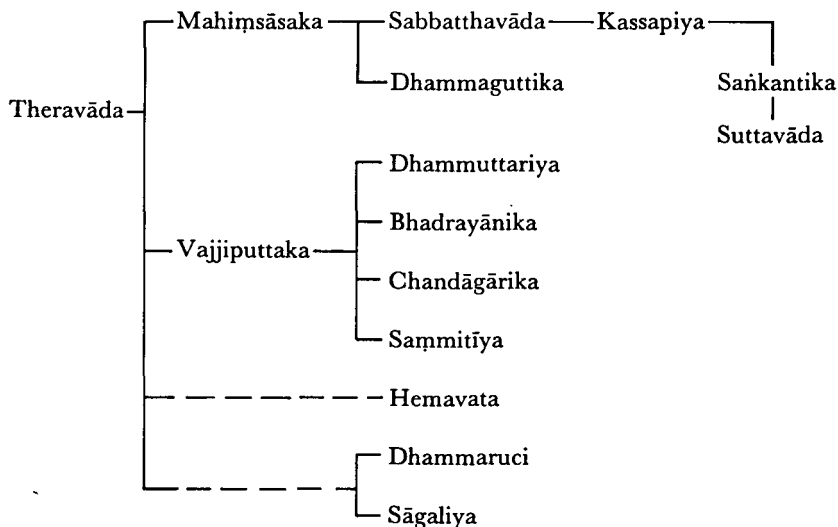 Mahiṃsāsaka Sabbatthavāda Kassapiya
Dhammaguttika Saṅkantika
Theravāda
Suttavāda
Dhammuttariya
Bhadrayānika
Vajjiputtaka
Chandāgārika
Saṃmitīya
Hemavata
Dhammaruci
Sāgaliya